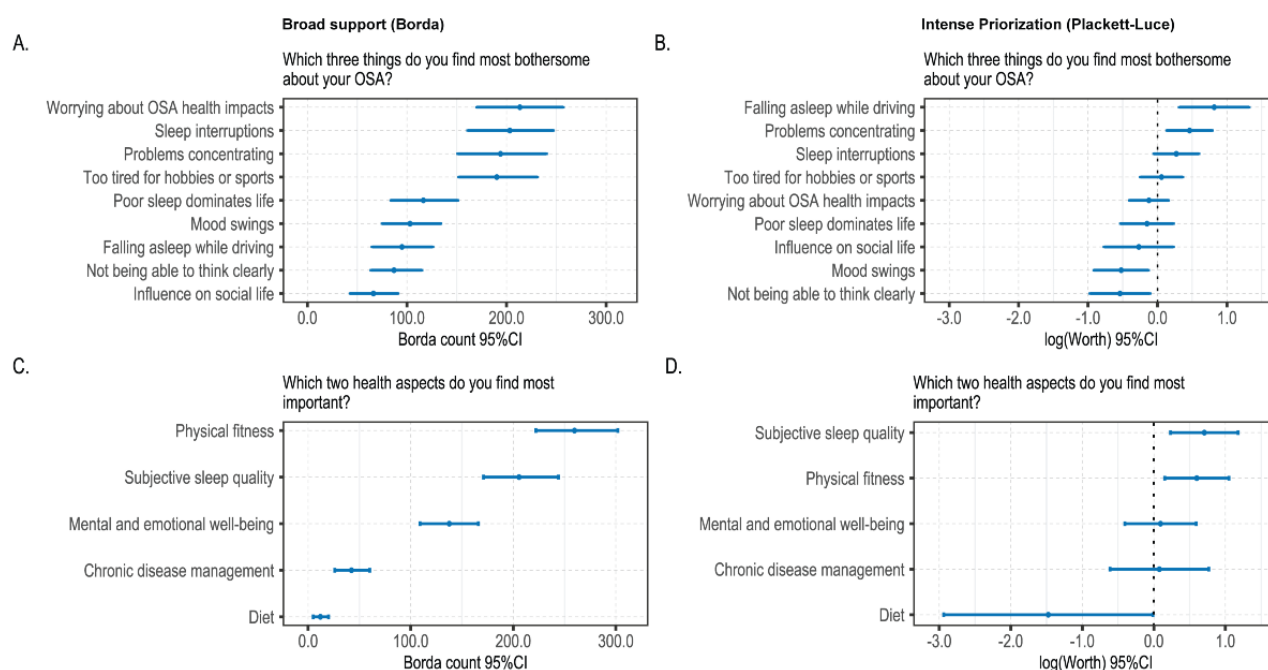 Broad support (Borda)
Intense Priorization (Plackett-Luce)
A.
Which three things do you find most bothersome
about your OSA?
Worrying about OSA health impacts
Sleep interruptions
Problems concentrating
Too tired for hobbies or sports
Poor sleep dominates life
Mood swings
Falling asleep while driving
Not being able to think clearly
Influence on social life
0.0 100.0 200.0 300.0
Borda count 95%CI
B.
Which three things do you find most bothersome
about your OSA?
Falling asleep while driving
Problems concentrating
Sleep interruptions
Too tired for hobbies or sports
Worrying about OSA health impacts
Poor sleep dominates life
Influence on social life
Mood swings
Not being able to think clearly
-3.0 -2.0 -1.0 0.0 1.0
log(Worth) 95%CI
C.
Which two health aspects do you find most
important?
Physical fitness
Subjective sleep quality
Mental and emotional well-being
Chronic disease management
Diet
0.0 100.0 200.0 300.0
Borda count 95%CI
D.
Which two health aspects do you find most
important?
Subjective sleep quality
Physical fitness
Mental and emotional well-being
Chronic disease management
Diet
-3.0 -2.0 -1.0 0.0 1.0
log(Worth) 95%CI